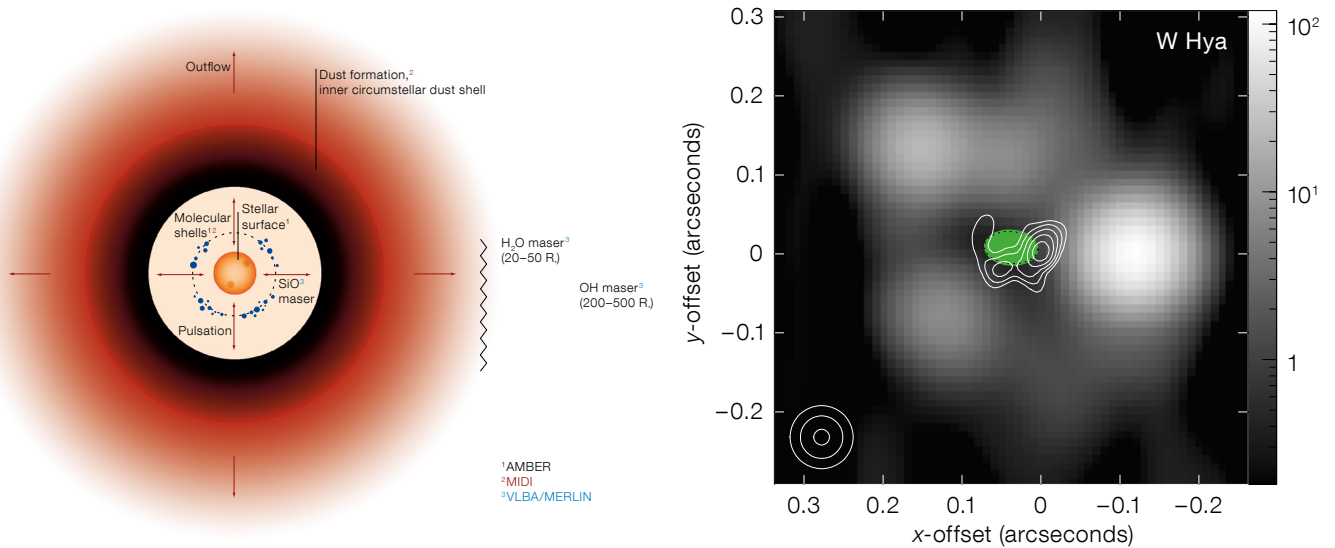 Outflow
Dust formation,²
inner circumstellar dust shell
Molecular
shells¹²
Stellar
surface¹
SiO³
maser
Pulsation
H₂O maser³
(20–50 R.)
OH maser³
(200–500 R.)
¹AMBER
²MIDI
³VLBA/MERLIN
W Hya
y-offset (arcseconds)
0.3
0.2
0.1
0
−0.1
−0.2
0.3 0.2 0.1 0 −0.1 −0.2
x-offset (arcseconds)
10²
10¹
1